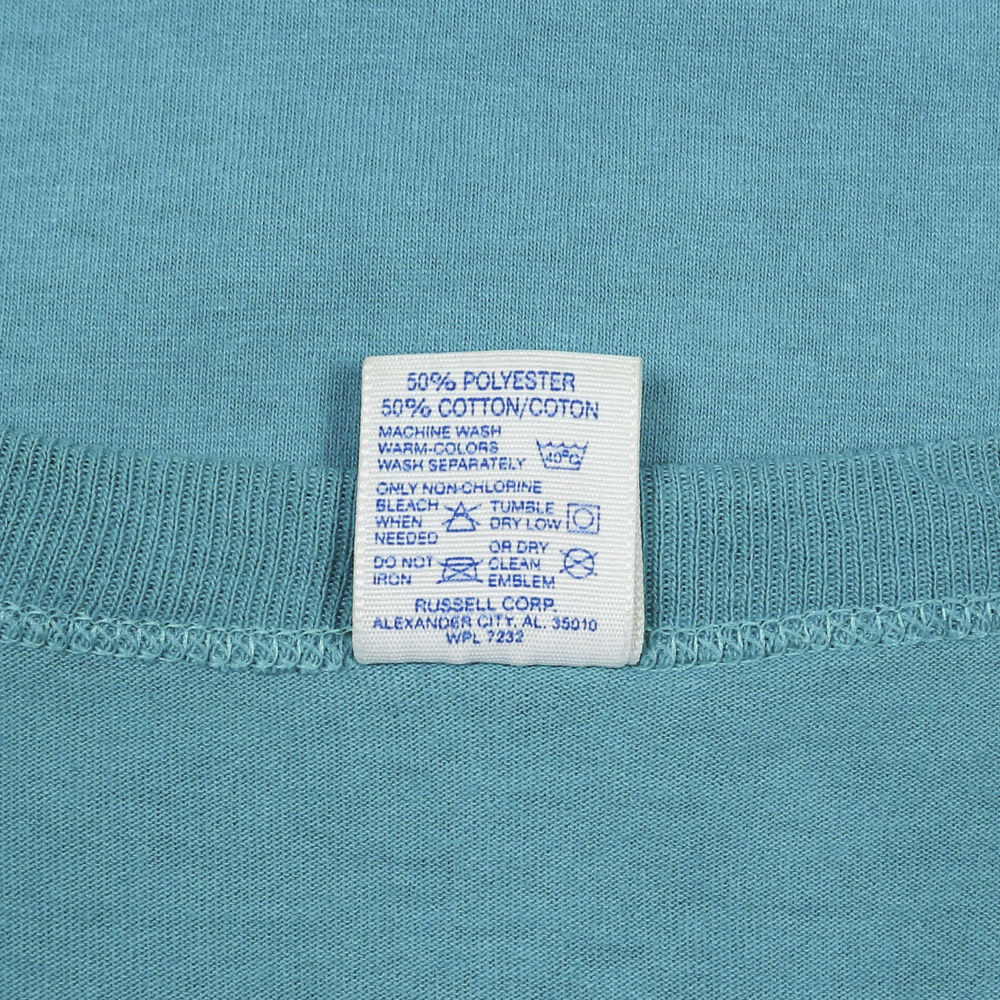 50% POLYESTER
50% COTTON/COTON
MACHINE WASH
WARM-COLORS
WASH SEPARATELY
40°C
ONLY NON-CHLORINE
BLEACH
WHEN
NEEDED
TUMBLE
DRY LOW
DO NOT
IRON
OR DRY
CLEAN
EMBLEM
RUSSELL CORP.
ALEXANDER CITY, AL. 35010
WPL 7232